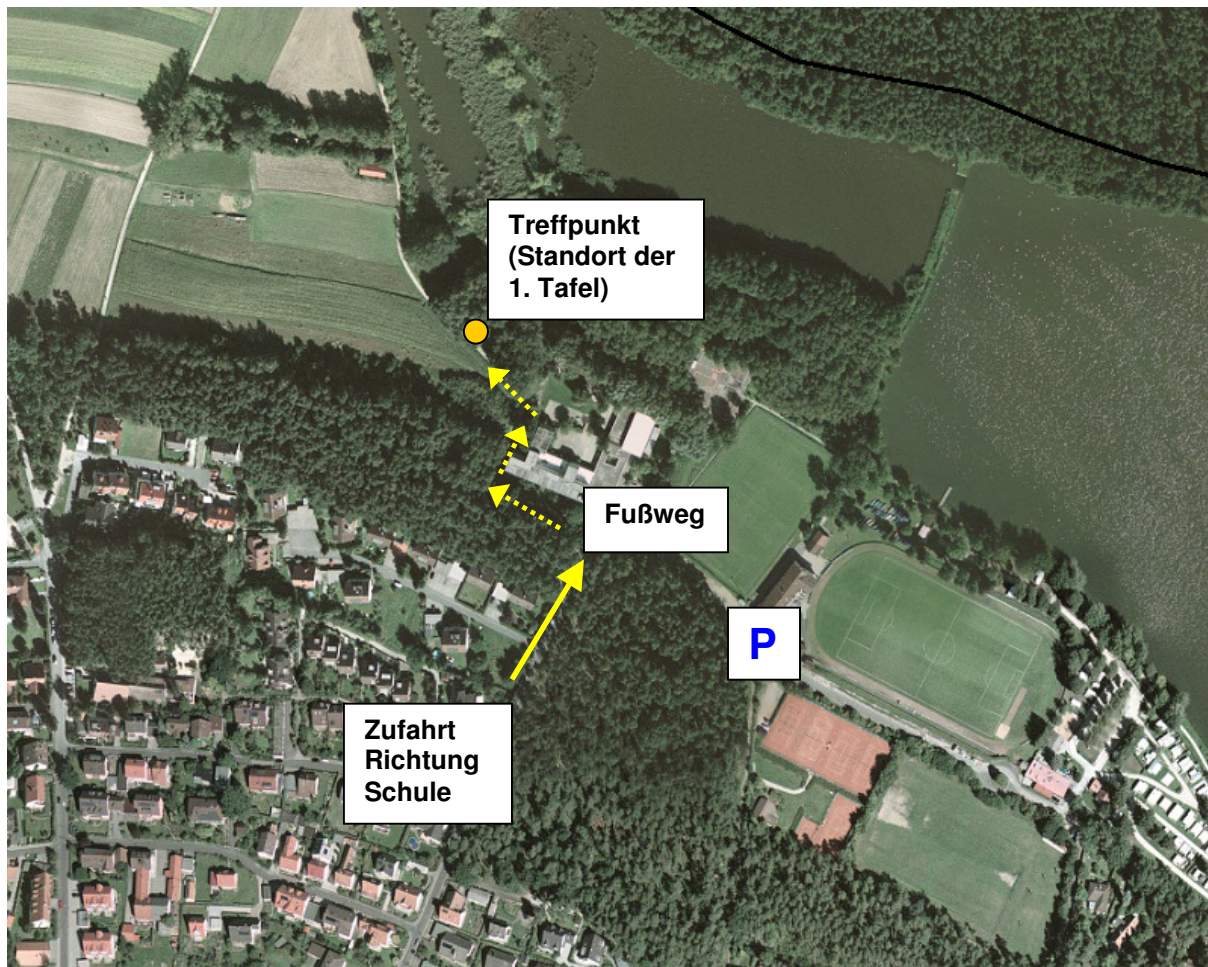 Treffpunkt
(Standort der
1. Tafel)
Fußweg
P
Zufahrt
Richtung
Schule